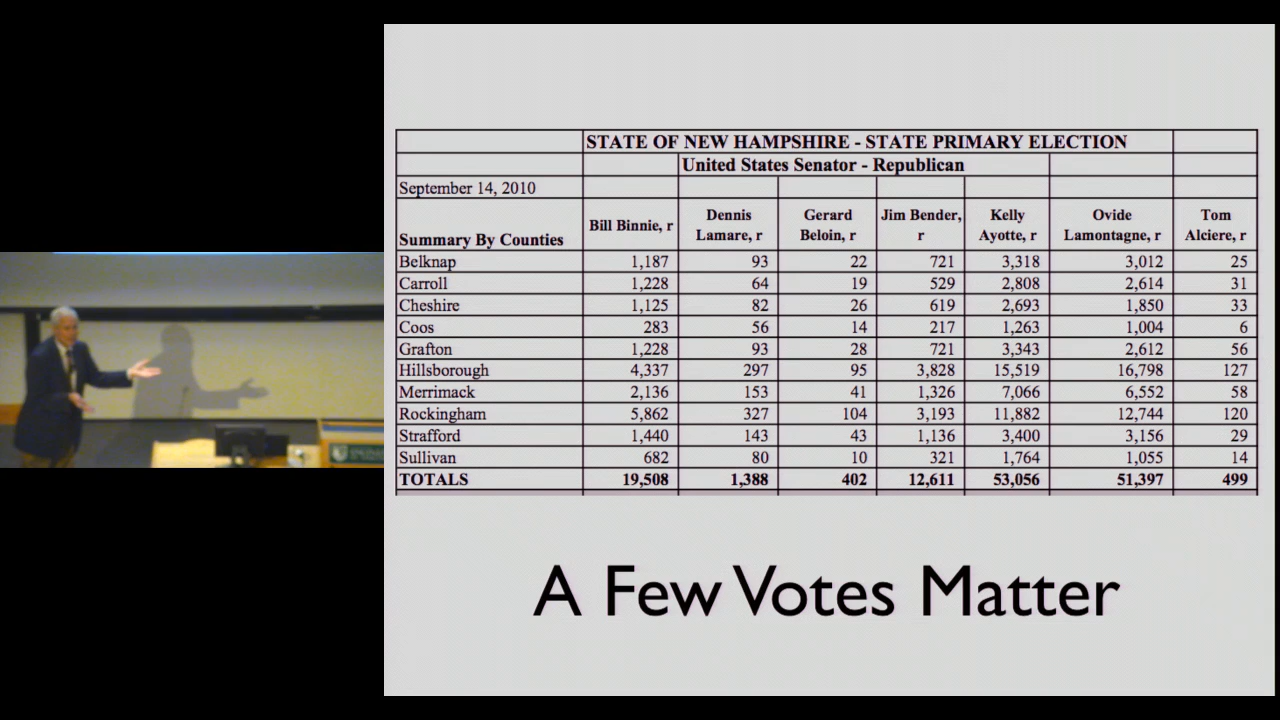 STATE OF NEW HAMPSHIRE - STATE PRIMARY ELECTION
United States Senator - Republican
September 14, 2010
Summary By Counties Bill Binnie, r Dennis Lamare, r Gerard Beloin, r Jim Bender, r Kelly Ayotte, r Ovide Lamontagne, r Tom Alciere, r
Belknap 1,187 93 22 721 3,318 3,012 25
Carroll 1,228 64 19 529 2,808 2,614 31
Cheshire 1,125 82 26 619 2,693 1,850 33
Coos 283 56 14 217 1,263 1,004 6
Grafton 1,228 93 28 721 3,343 2,612 56
Hillsborough 4,337 297 95 3,828 15,519 16,798 127
Merrimack 2,136 153 41 1,326 7,066 6,552 58
Rockingham 5,862 327 104 3,193 11,882 12,744 120
Strafford 1,440 143 43 1,136 3,400 3,156 29
Sullivan 682 80 10 321 1,764 1,055 14
TOTALS 19,508 1,388 402 12,611 53,056 51,397 499
A Few Votes Matter